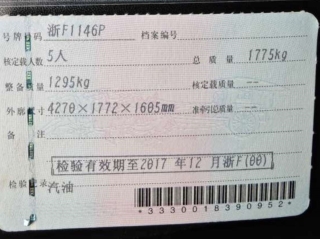 号牌号码 浙F1146P 档案编号
核定载人数 5人 总质量 1775kg
整备质量 1295kg 核定载质量 --
外廓尺寸 4270×1772×1605mm 准牵引总质量 --
备注
检验有效期至2017 年12 月浙F(00)
检验记录 汽油
*3330018390952*